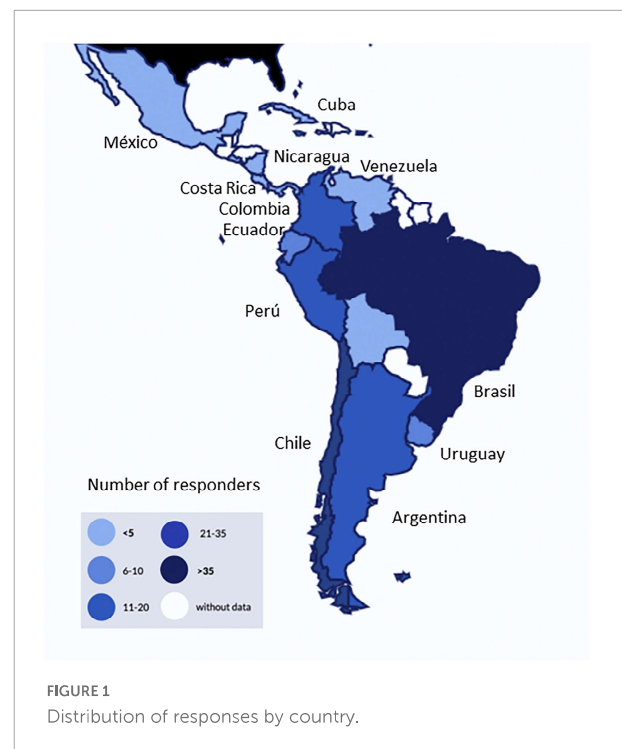 Cuba
México
Nicaragua
Venezuela
Costa Rica
Colombia
Ecuador
Perú
Brasil
Chile
Uruguay
Argentina
Number of responders
<5
21-35
6-10
>35
11-20
without data
FIGURE 1
Distribution of responses by country.